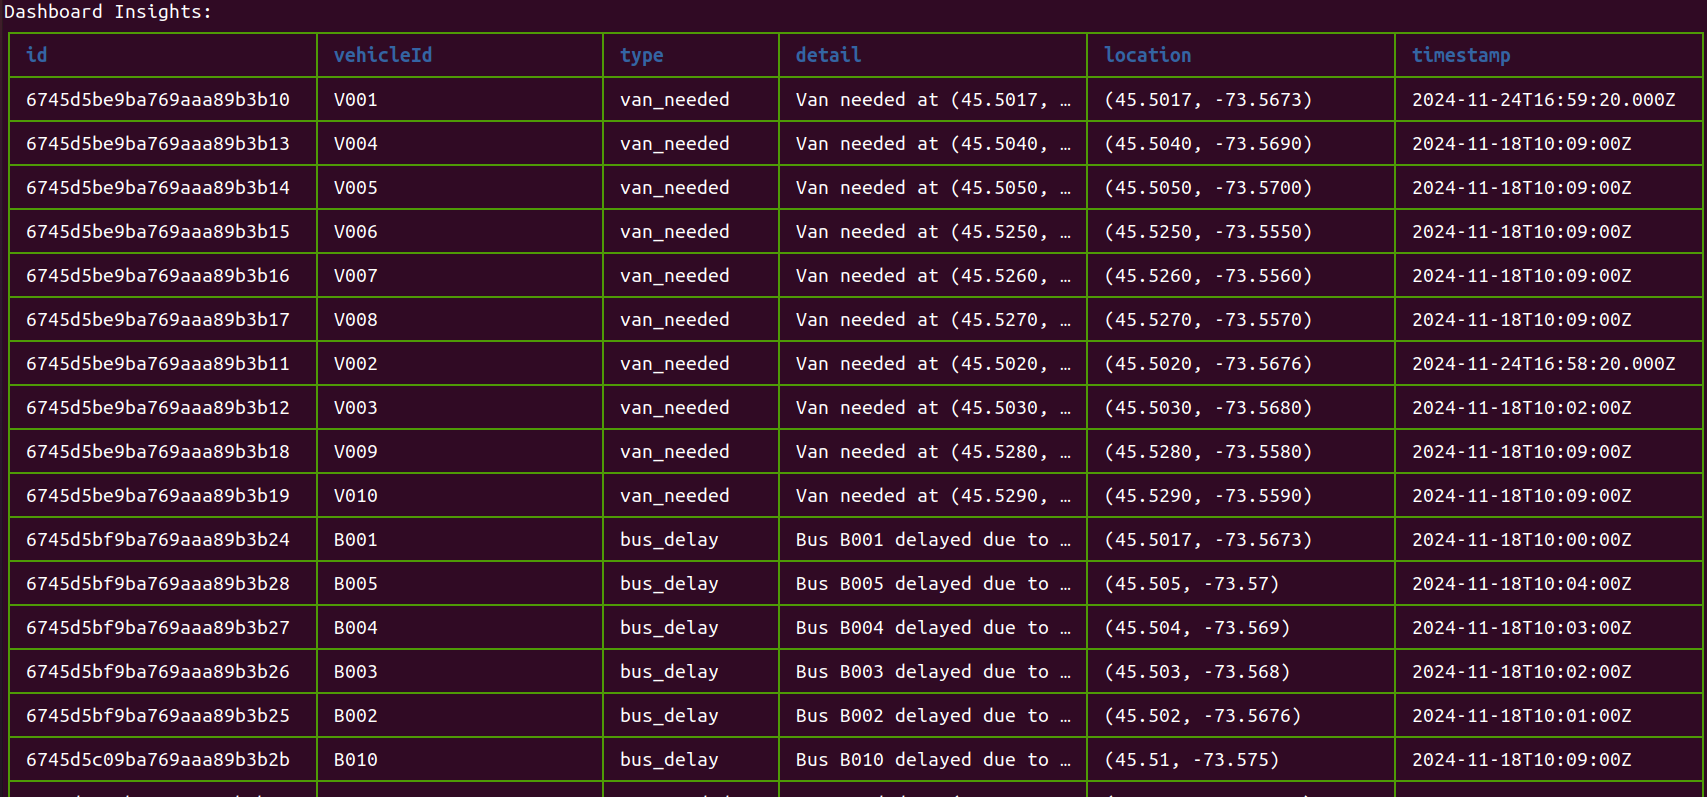 Dashboard Insights:
id vehicleId type detail location timestamp
6745d5be9ba769aaa89b3b10 V001 van_needed Van needed at (45.5017, … (45.5017, -73.5673) 2024-11-24T16:59:20.000Z
6745d5be9ba769aaa89b3b13 V004 van_needed Van needed at (45.5040, … (45.5040, -73.5690) 2024-11-18T10:09:00Z
6745d5be9ba769aaa89b3b14 V005 van_needed Van needed at (45.5050, … (45.5050, -73.5700) 2024-11-18T10:09:00Z
6745d5be9ba769aaa89b3b15 V006 van_needed Van needed at (45.5250, … (45.5250, -73.5550) 2024-11-18T10:09:00Z
6745d5be9ba769aaa89b3b16 V007 van_needed Van needed at (45.5260, … (45.5260, -73.5560) 2024-11-18T10:09:00Z
6745d5be9ba769aaa89b3b17 V008 van_needed Van needed at (45.5270, … (45.5270, -73.5570) 2024-11-18T10:09:00Z
6745d5be9ba769aaa89b3b11 V002 van_needed Van needed at (45.5020, … (45.5020, -73.5676) 2024-11-24T16:58:20.000Z
6745d5be9ba769aaa89b3b12 V003 van_needed Van needed at (45.5030, … (45.5030, -73.5680) 2024-11-18T10:02:00Z
6745d5be9ba769aaa89b3b18 V009 van_needed Van needed at (45.5280, … (45.5280, -73.5580) 2024-11-18T10:09:00Z
6745d5be9ba769aaa89b3b19 V010 van_needed Van needed at (45.5290, … (45.5290, -73.5590) 2024-11-18T10:09:00Z
6745d5bf9ba769aaa89b3b24 B001 bus_delay Bus B001 delayed due to … (45.5017, -73.5673) 2024-11-18T10:00:00Z
6745d5bf9ba769aaa89b3b28 B005 bus_delay Bus B005 delayed due to … (45.505, -73.57) 2024-11-18T10:04:00Z
6745d5bf9ba769aaa89b3b27 B004 bus_delay Bus B004 delayed due to … (45.504, -73.569) 2024-11-18T10:03:00Z
6745d5bf9ba769aaa89b3b26 B003 bus_delay Bus B003 delayed due to … (45.503, -73.568) 2024-11-18T10:02:00Z
6745d5bf9ba769aaa89b3b25 B002 bus_delay Bus B002 delayed due to … (45.502, -73.5676) 2024-11-18T10:01:00Z
6745d5c09ba769aaa89b3b2b B010 bus_delay Bus B010 delayed due to … (45.51, -73.575) 2024-11-18T10:09:00Z